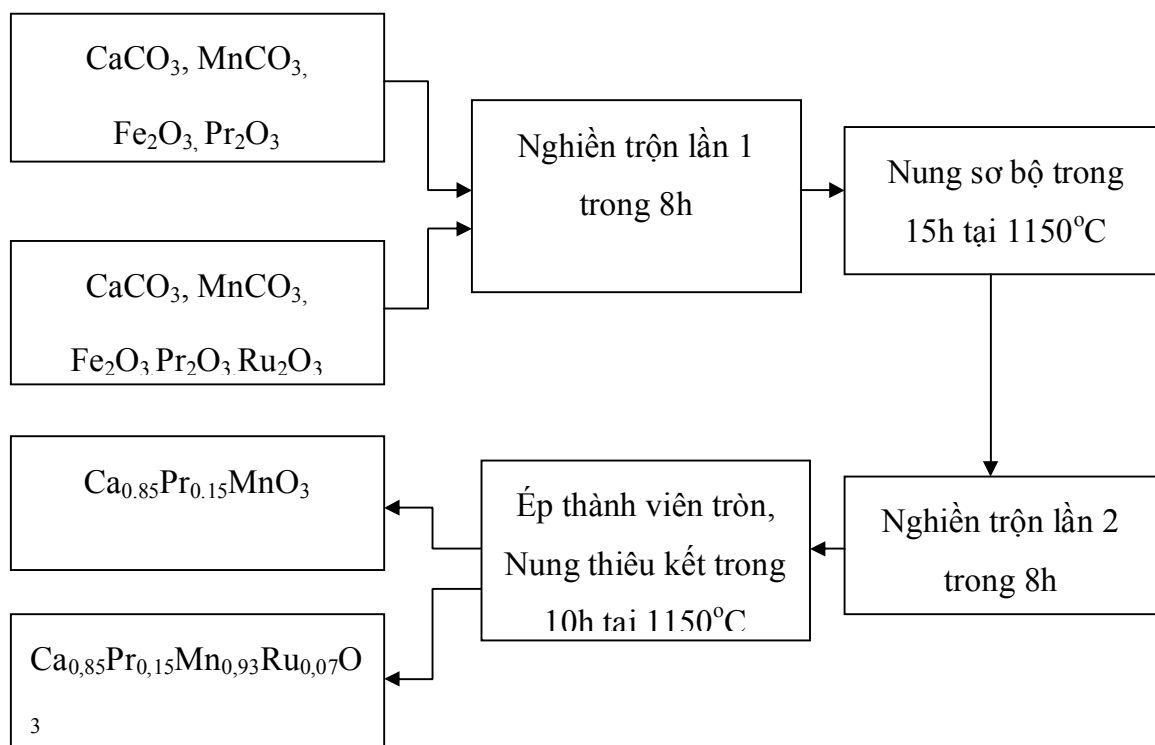 CaCO₃, MnCO₃,
Fe₂O₃, Pr₂O₃
CaCO₃, MnCO₃,
Fe₂O₃,Pr₂O₃,Ru₂O₃
Nghiền trộn lần 1
trong 8h
Nung sơ bộ trong
15h tại 1150°C
Nghiền trộn lần 2
trong 8h
Ép thành viên tròn,
Nung thiêu kết trong
10h tại 1150°C
Ca₀.₈₅Pr₀.₁₅MnO₃
Ca₀,₈₅Pr₀,₁₅Mn₀,₉₃Ru₀,₀₇O
3